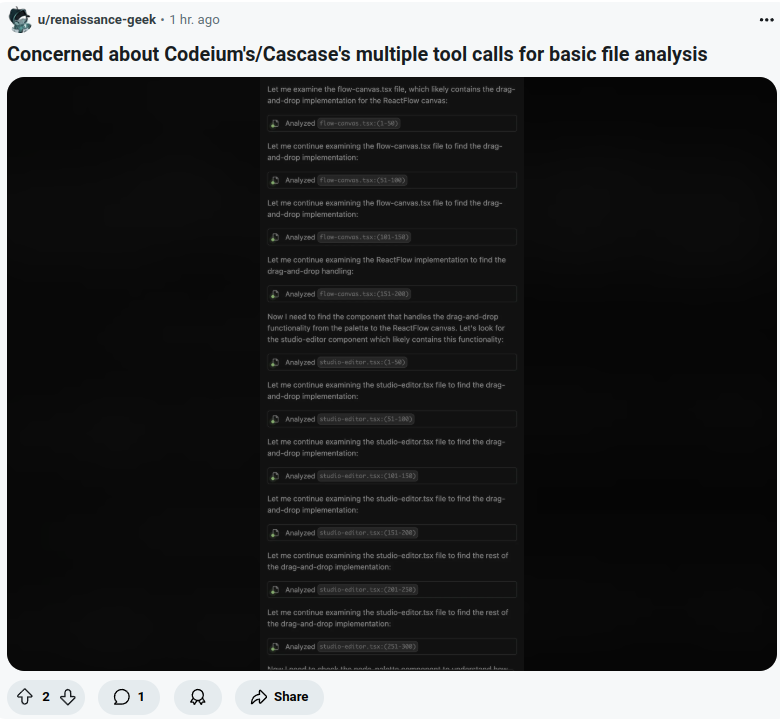 u/renaissance-geek • 1 hr. ago
Concerned about Codeium's/Cascase's multiple tool calls for basic file analysis
Let me examine the flow-canvas.tsx file, which likely contains the drag-
and-drop implementation for the ReactFlow canvas:
Analyzed flow-canvas.tsx:(1-50)
Let me continue examining the flow-canvas.tsx file to find the drag-
and-drop implementation:
Analyzed flow-canvas.tsx:(51-100)
Let me continue examining the flow-canvas.tsx file to find the drag-
and-drop implementation:
Analyzed flow-canvas.tsx:(101-150)
Let me continue examining the ReactFlow implementation to find the
drag-and-drop handling:
Analyzed flow-canvas.tsx:(151-200)
Now I need to find the component that handles the drag-and-drop
functionality from the palette to the ReactFlow canvas. Let's look for
the studio-editor component which likely contains this functionality:
Analyzed studio-editor.tsx:(1-50)
Let me continue examining the studio-editor.tsx file to find the drag-
and-drop implementation:
Analyzed studio-editor.tsx:(51-100)
Let me continue examining the studio-editor.tsx file to find the drag-
and-drop implementation:
Analyzed studio-editor.tsx:(101-150)
Let me continue examining the studio-editor.tsx file to find the drag-
and-drop implementation:
Analyzed studio-editor.tsx:(151-200)
Let me continue examining the studio-editor.tsx file to find the rest of
the drag-and-drop implementation:
Analyzed studio-editor.tsx:(201-250)
Let me continue examining the studio-editor.tsx file to find the rest of
the drag-and-drop implementation:
Analyzed studio-editor.tsx:(251-300)
Now I need to check the node-palette component to understand how
2
1
Share